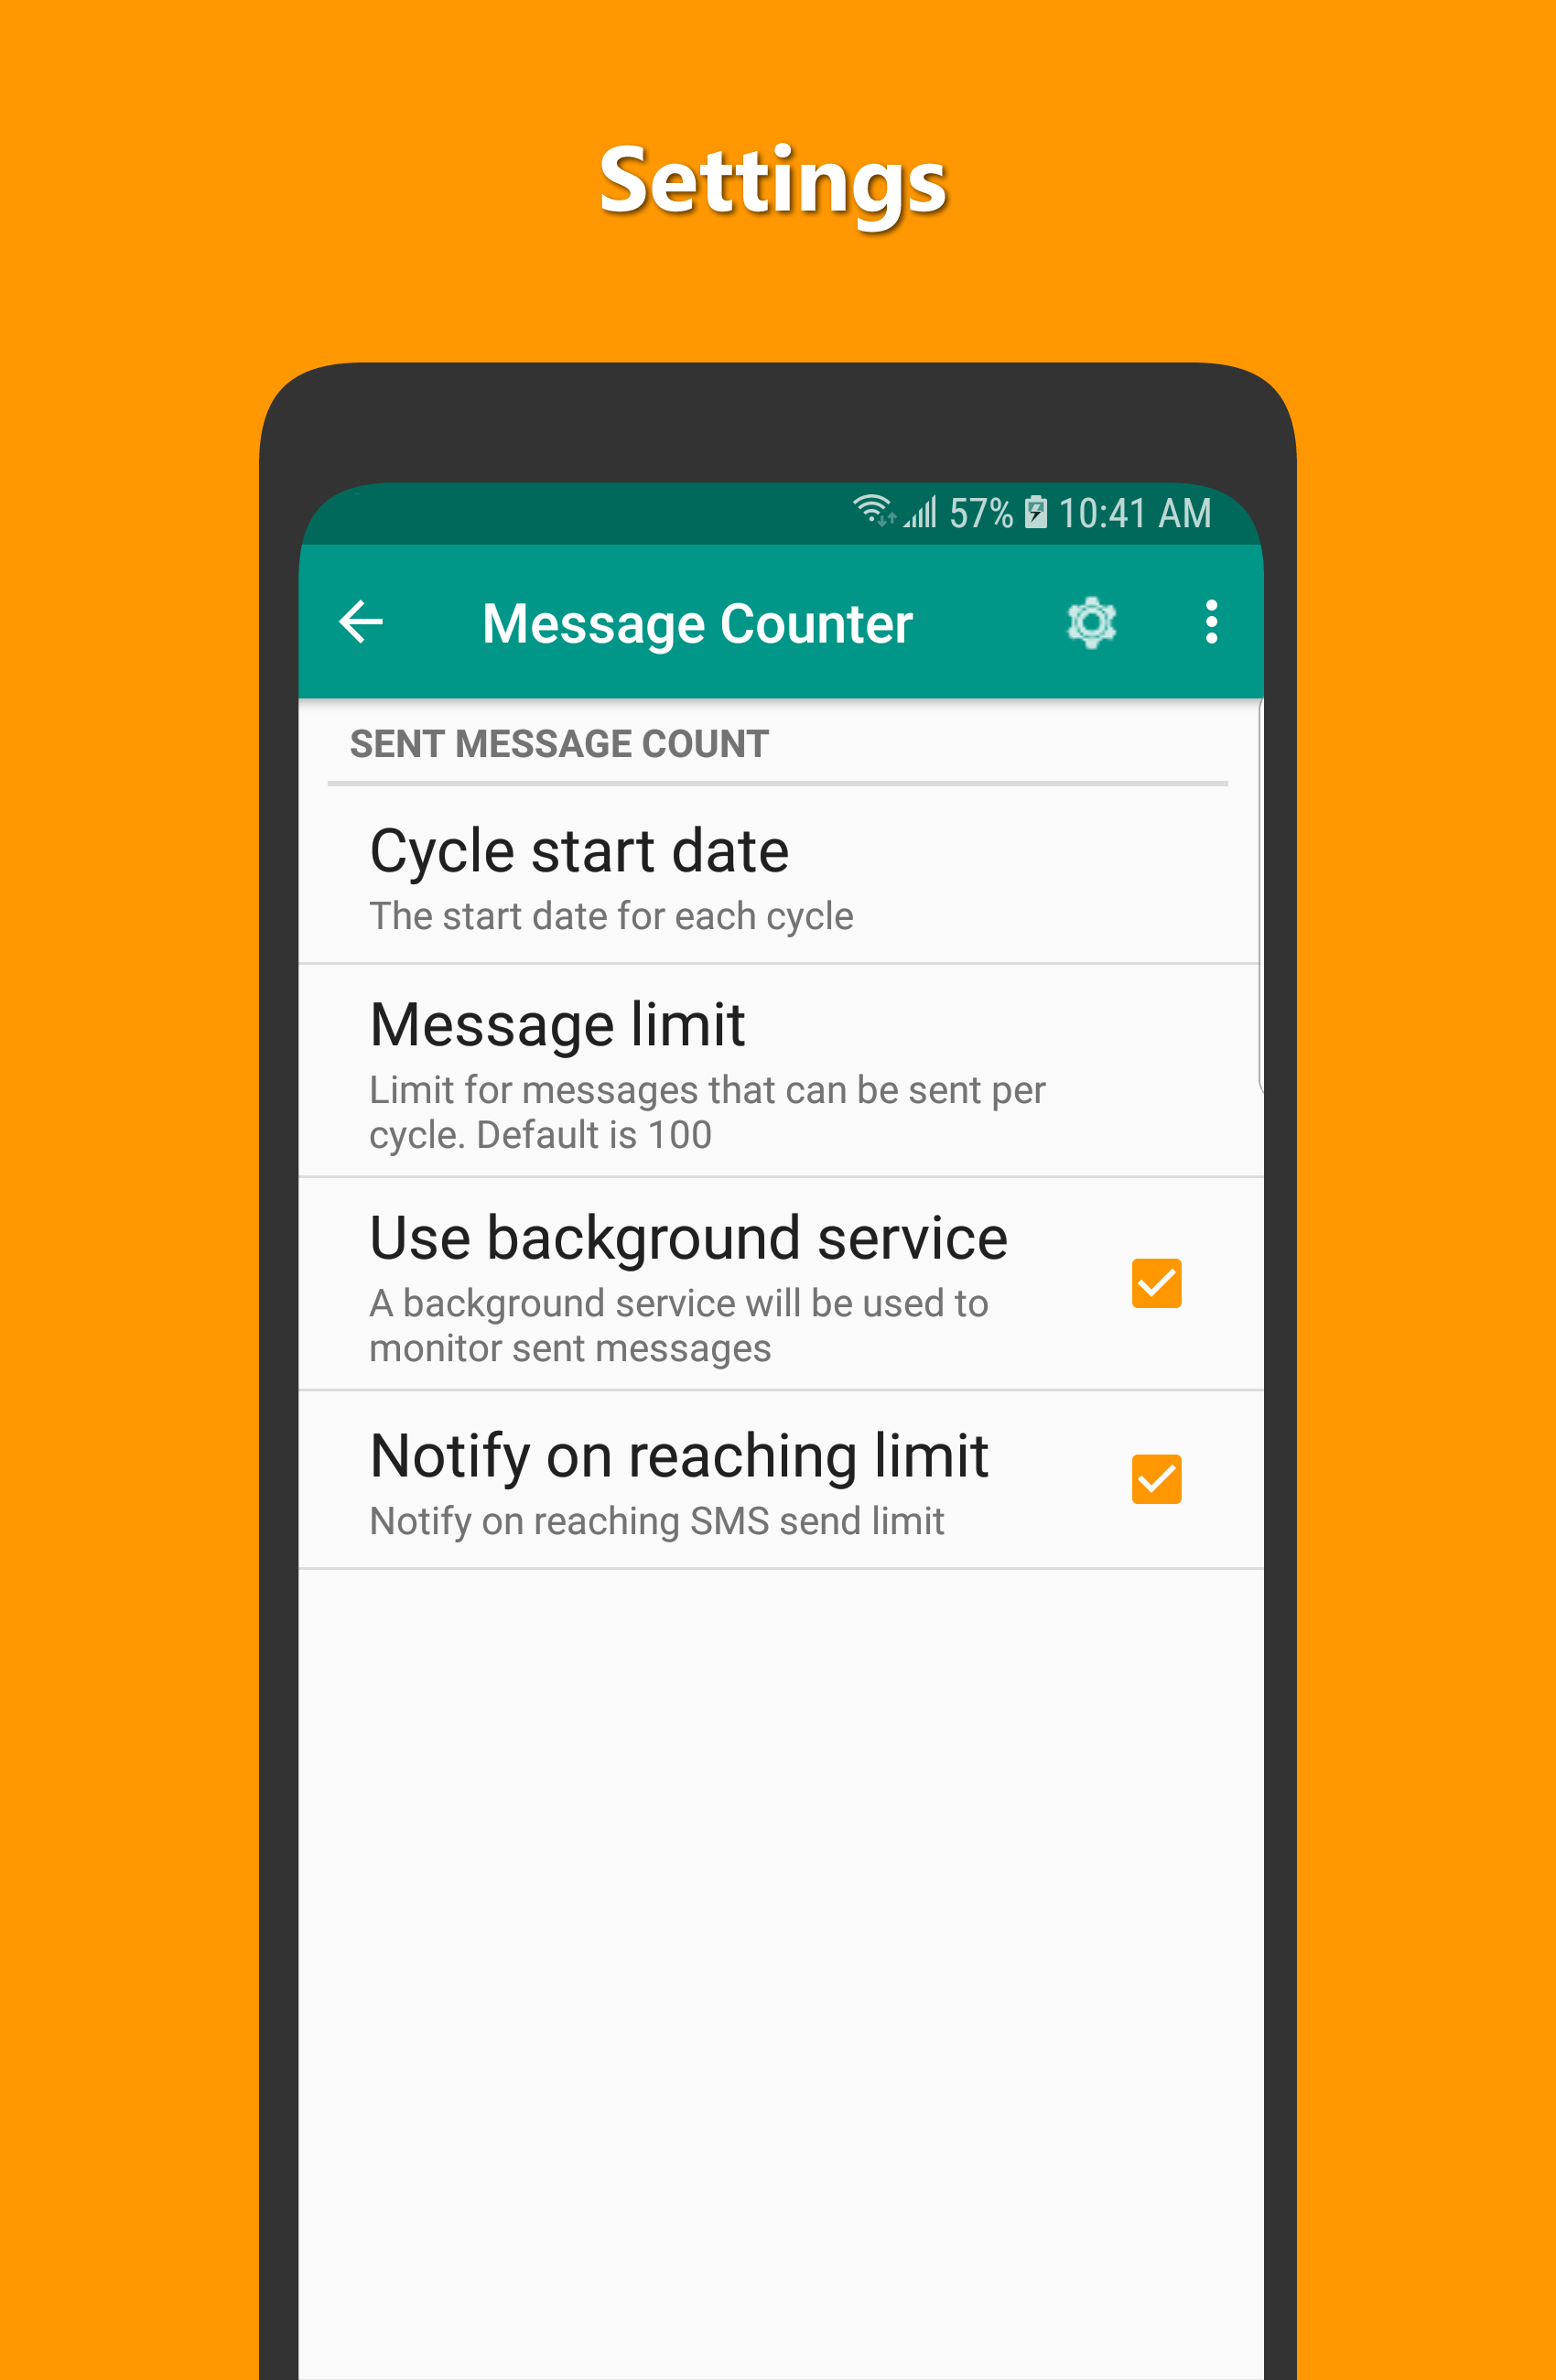 Settings
57% 10:41 AM
Message Counter
SENT MESSAGE COUNT
Cycle start date
The start date for each cycle
Message limit
Limit for messages that can be sent per
cycle. Default is 100
Use background service
A background service will be used to
monitor sent messages
Notify on reaching limit
Notify on reaching SMS send limit